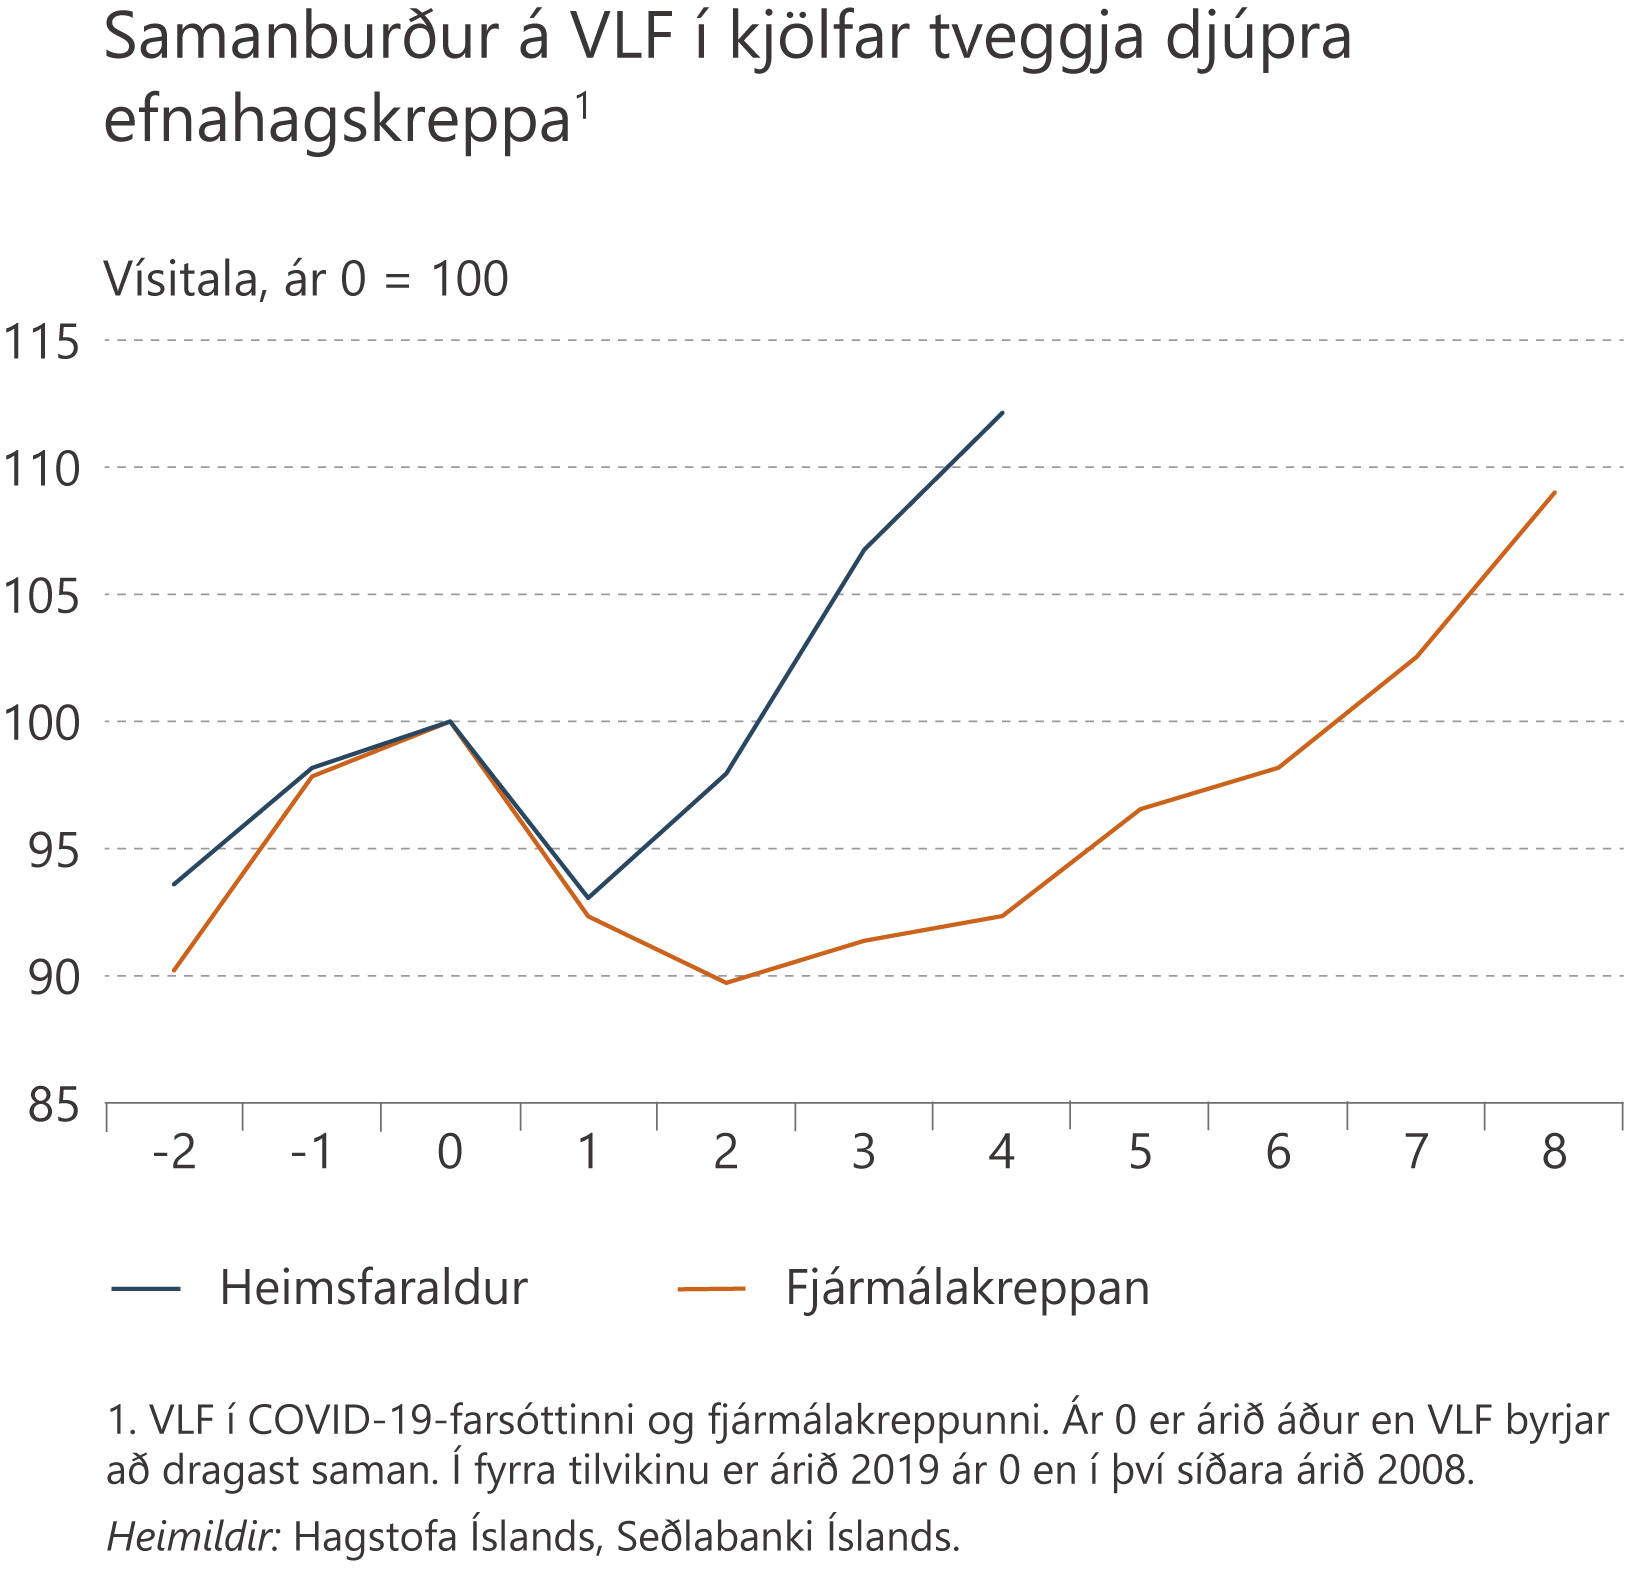 Samanburður á VLF í kjölfar tveggja djúpra
efnahagskreppa¹
Vísitala, ár 0 = 100
115
110
105
100
95
90
85
-2 -1 0 1 2 3 4 5 6 7 8
Heimsfaraldur Fjármálakreppan
1. VLF í COVID-19-farsóttinni og fjármálakreppunni. Ár 0 er árið áður en VLF byrjar
að dragast saman. Í fyrra tilvikinu er árið 2019 ár 0 en í því síðara árið 2008.
Heimildir: Hagstofa Íslands, Seðlabanki Íslands.